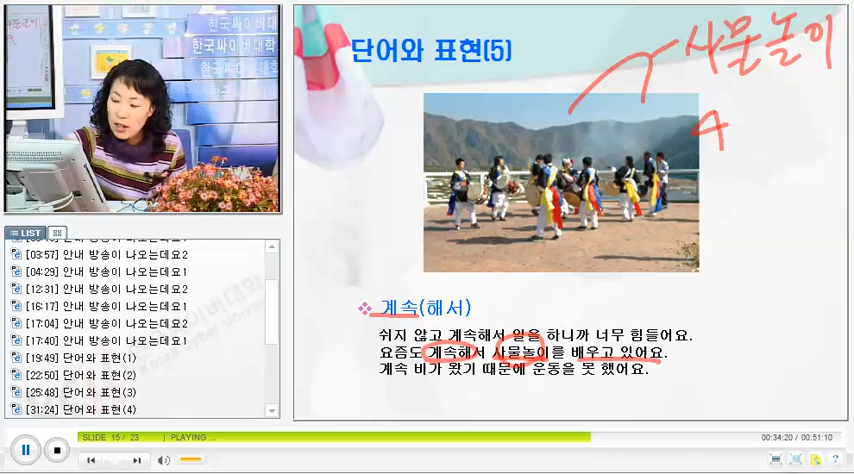 한국싸이버대학
한국싸이버대학
단어와 표현(5)
사물놀이
4
계속(해서)
쉬지 않고 계속해서 일을 하니까 너무 힘들어요.
요즘도 계속해서 사물놀이를 배우고 있어요.
계속 비가 왔기 때문에 운동을 못 했어요.
LIST
[03:57] 안내 방송이 나오는데요2
[04:29] 안내 방송이 나오는데요1
[12:31] 안내 방송이 나오는데요2
[16:17] 안내 방송이 나오는데요1
[17:04] 안내 방송이 나오는데요2
[17:40] 안내 방송이 나오는데요1
[19:49] 단어와 표현(1)
[22:50] 단어와 표현(2)
[25:48] 단어와 표현(3)
[31:24] 단어와 표현(4)
SLIDE 15 / 23 | PLAYING ...
00:34:20 / 00:51:10